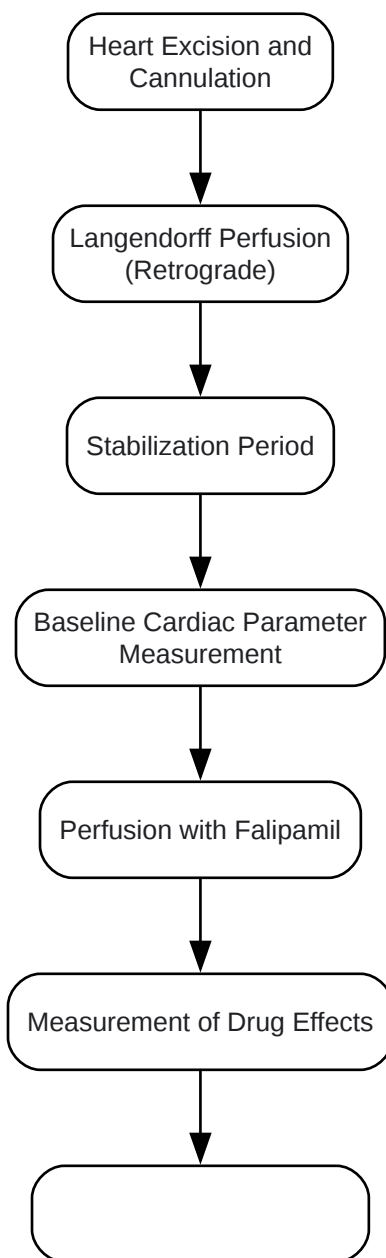 Heart Excision and
Cannulation
Langendorff Perfusion
(Retrograde)
Stabilization Period
Baseline Cardiac Parameter
Measurement
Perfusion with Falipamil
Measurement of Drug Effects